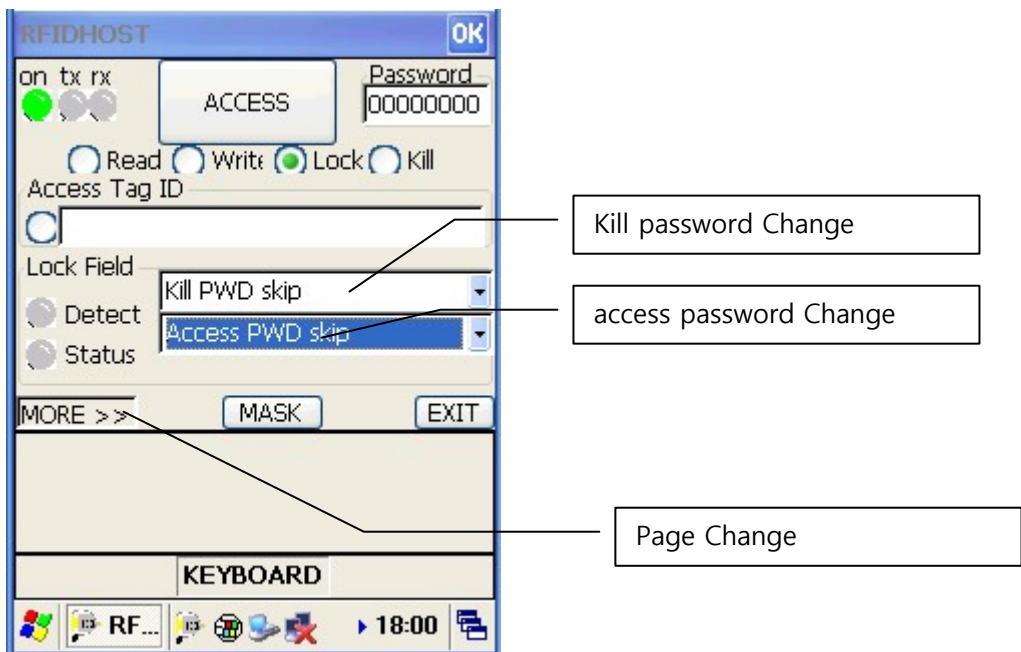 RFIDHOST OK
on tx rx ACCESS Password
00000000
Read Write Lock Kill
Access Tag ID
Kill password Change
Lock Field
Kill PWD skip
Detect
access password Change
Access PWD skip
Status
MORE >> MASK EXIT
Page Change
KEYBOARD
RF... 18:00